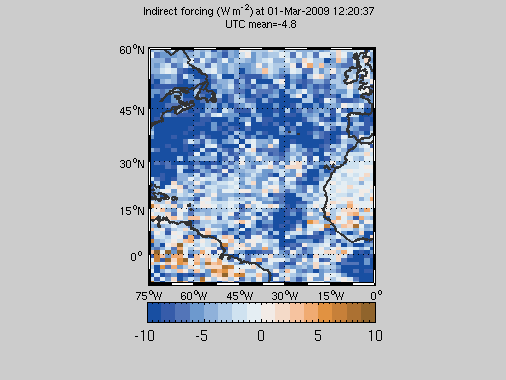 Indirect forcing (W m⁻²) at 01-Mar-2009 12:20:37
UTC mean=-4.8
60°N
45°N
30°N
15°N
0°
75°W 60°W 45°W 30°W 15°W 0°
-10 -5 0 5 10